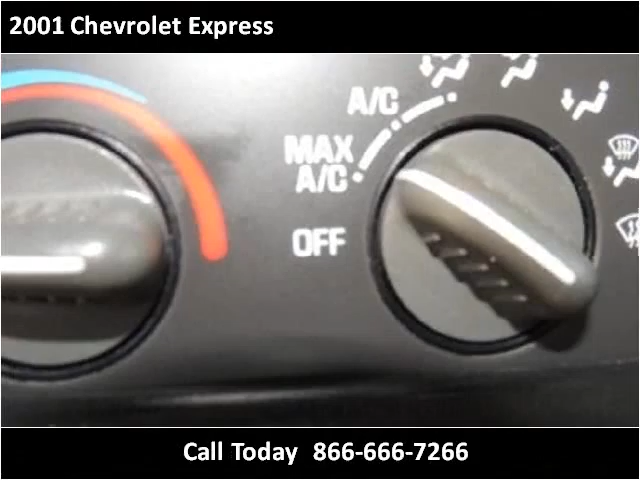 2001 Chevrolet Express
A/C
MAX
A/C
OFF
Call Today 866-666-7266